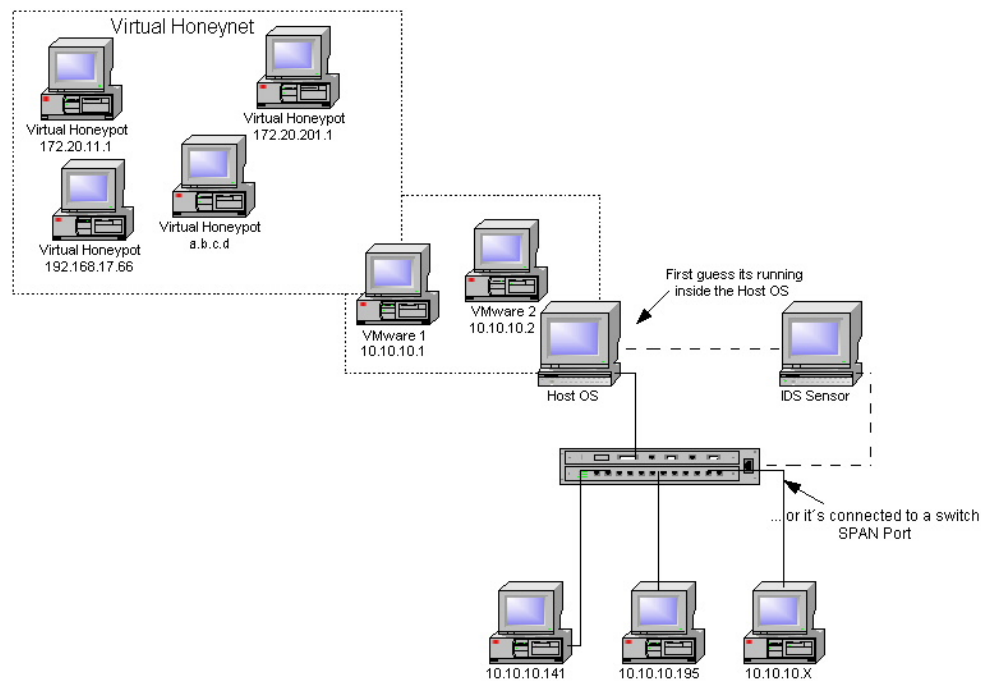 Virtual Honeynet
Virtual Honeypot
172.20.11.1
Virtual Honeypot
172.20.201.1
Virtual Honeypot
192.168.17.66
Virtual Honeypot
a.b.c.d
VMware 1
10.10.10.1
VMware 2
10.10.10.2
First guess its running
inside the Host OS
Host OS
IDS Sensor
... or it´s connected to a switch
SPAN Port
10.10.10.141
10.10.10.195
10.10.10.X